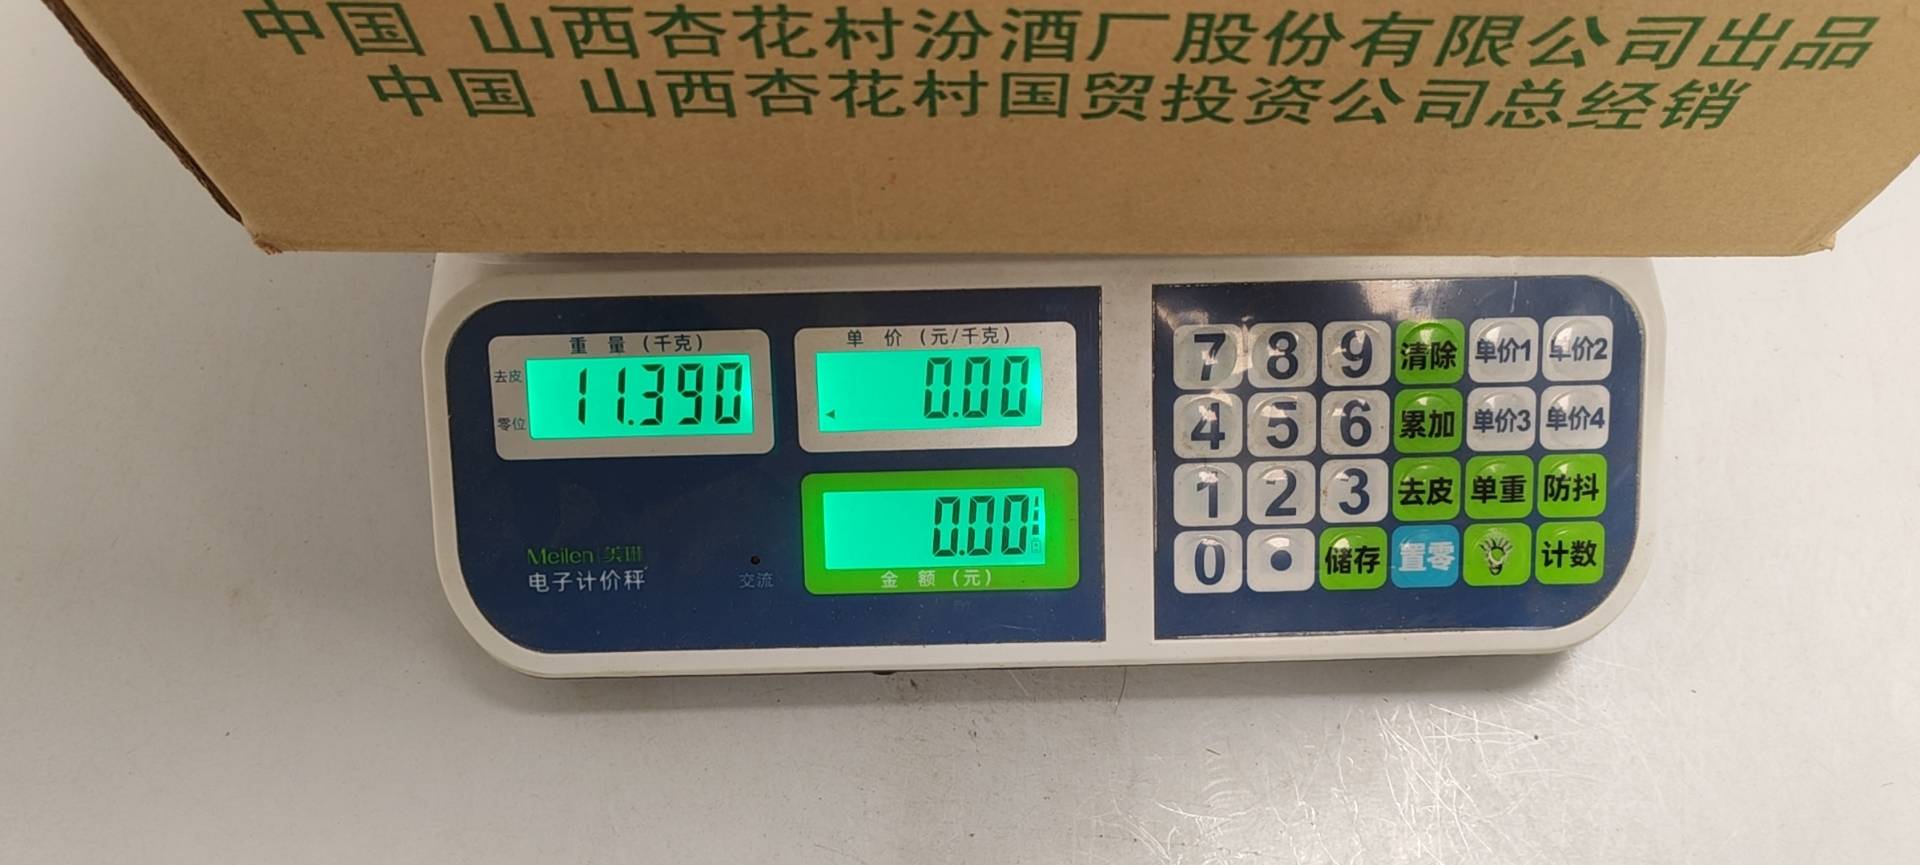 中国 山西杏花村汾酒厂股份有限公司出品
中国 山西杏花村国贸投资公司总经销
重量(千克)
去皮
零位
11.390
单价(元/千克)
0.00
0.00
金额(元)
Meilen 美琳
电子计价秤
交流
7 8 9 清除 单价1 单价2
4 5 6 累加 单价3 单价4
1 2 3 去皮 单重 防抖
0 • 储存 置零 计数